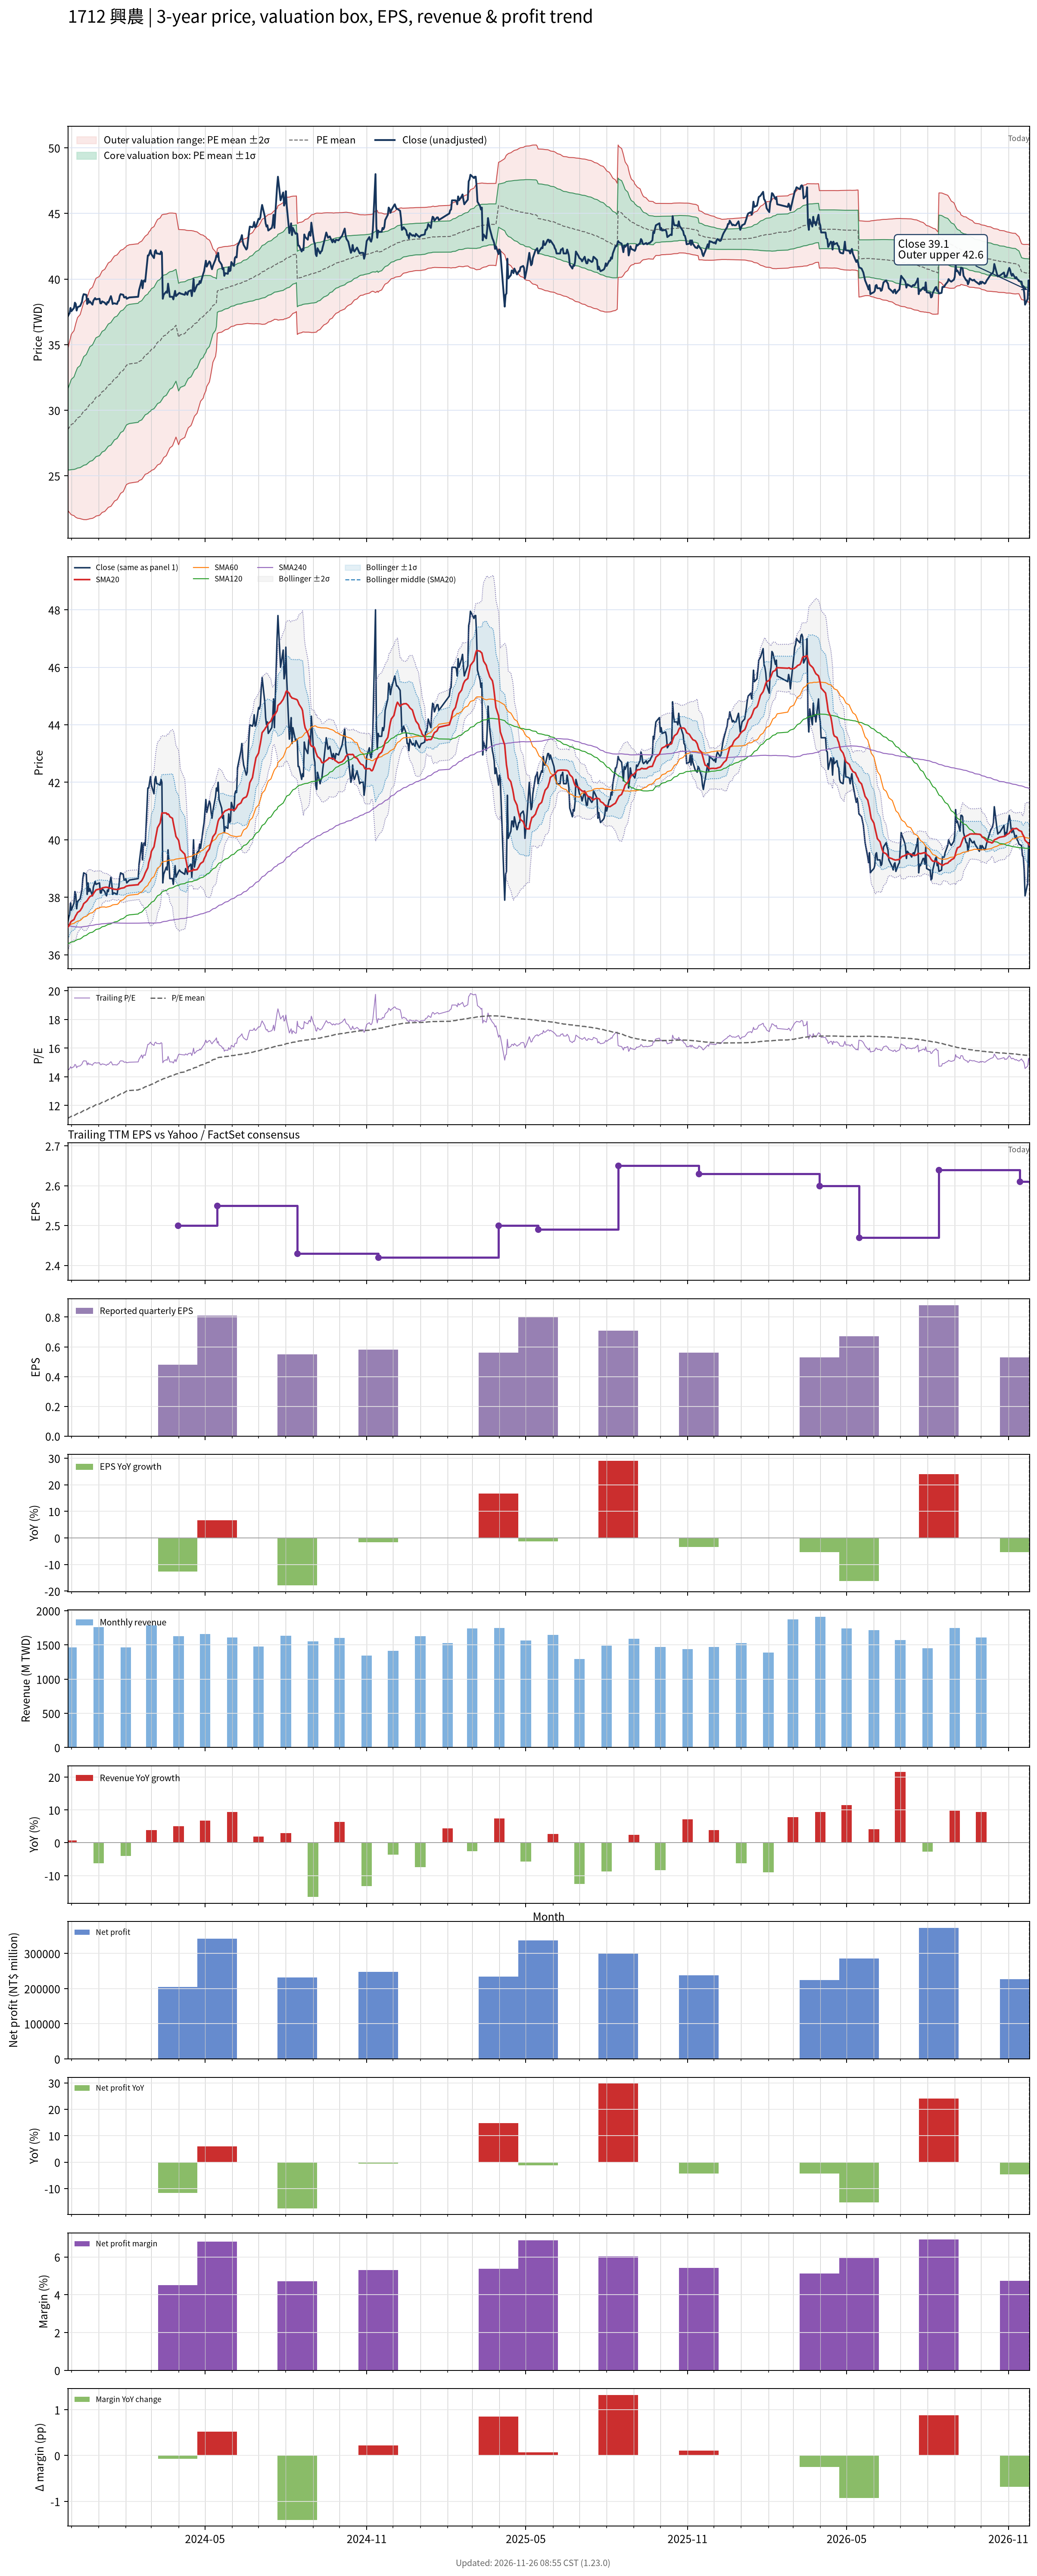 1712 興農 | 3-year price, valuation box, EPS, revenue & profit trend
Outer valuation range: PE mean ±2σ
PE mean
Close (unadjusted)
Core valuation box: PE mean ±1σ
Today
Close 39.1
Outer upper 42.6
Price (TWD)
50
45
40
35
30
25
Close (same as panel 1)
SMA60
SMA240
Bollinger ±1σ
SMA20
SMA120
Bollinger ±2σ
Bollinger middle (SMA20)
Price
48
46
44
42
40
38
36
Trailing P/E
P/E mean
P/E
20
18
16
14
12
Trailing TTM EPS vs Yahoo / FactSet consensus
Today
EPS
2.7
2.6
2.5
2.4
Reported quarterly EPS
EPS
0.8
0.6
0.4
0.2
0.0
EPS YoY growth
YoY (%)
30
20
10
0
-10
-20
Monthly revenue
Revenue (M TWD)
2000
1500
1000
500
0
Revenue YoY growth
YoY (%)
20
10
0
-10
Month
Net profit
Net profit (NT$ million)
300000
200000
100000
0
Net profit YoY
YoY (%)
30
20
10
0
-10
Net profit margin
Margin (%)
6
4
2
0
Margin YoY change
Δ margin (pp)
1
0
-1
2024-05
2024-11
2025-05
2025-11
2026-05
2026-11
Updated: 2026-11-26 08:55 CST (1.23.0)